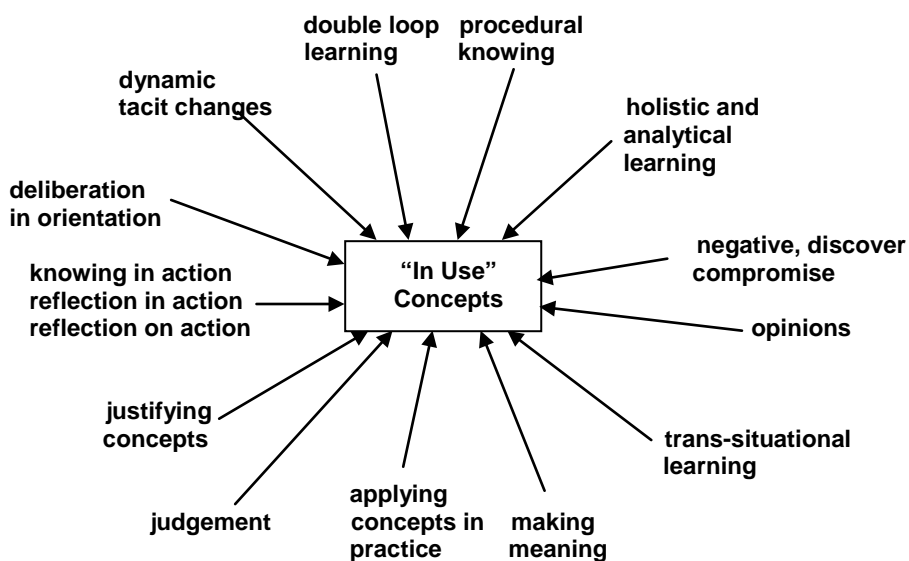 double loop
learning
procedural
knowing
dynamic
tacit changes
holistic and
analytical
learning
deliberation
in orientation
negative, discover
compromise
"In Use"
Concepts
knowing in action
reflection in action
reflection on action
opinions
justifying
concepts
trans-situational
learning
judgement
applying
concepts in
practice
making
meaning